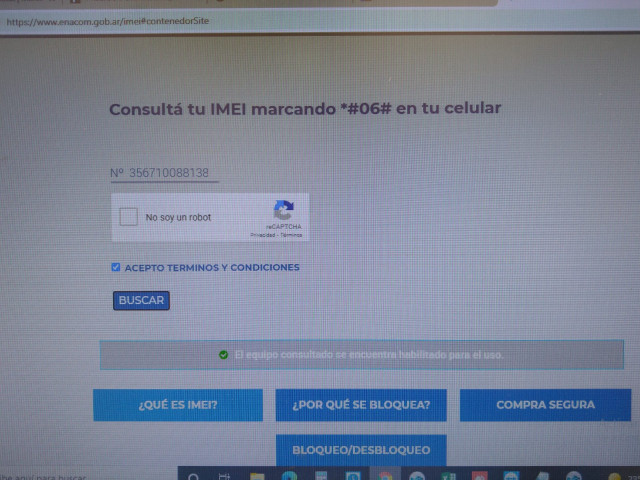 https://www.enacom.gob.ar/imei#contenedorSite
Consultá tu IMEI marcando *#06# en tu celular
Nº 356710088138
No soy un robot
reCAPTCHA
Privacidad - Términos
ACEPTO TERMINOS Y CONDICIONES
BUSCAR
El equipo consultado se encuentra habilitado para el uso.
¿QUÉ ES IMEI?
¿POR QUÉ SE BLOQUEA?
COMPRA SEGURA
BLOQUEO/DESBLOQUEO
aquí para buscar